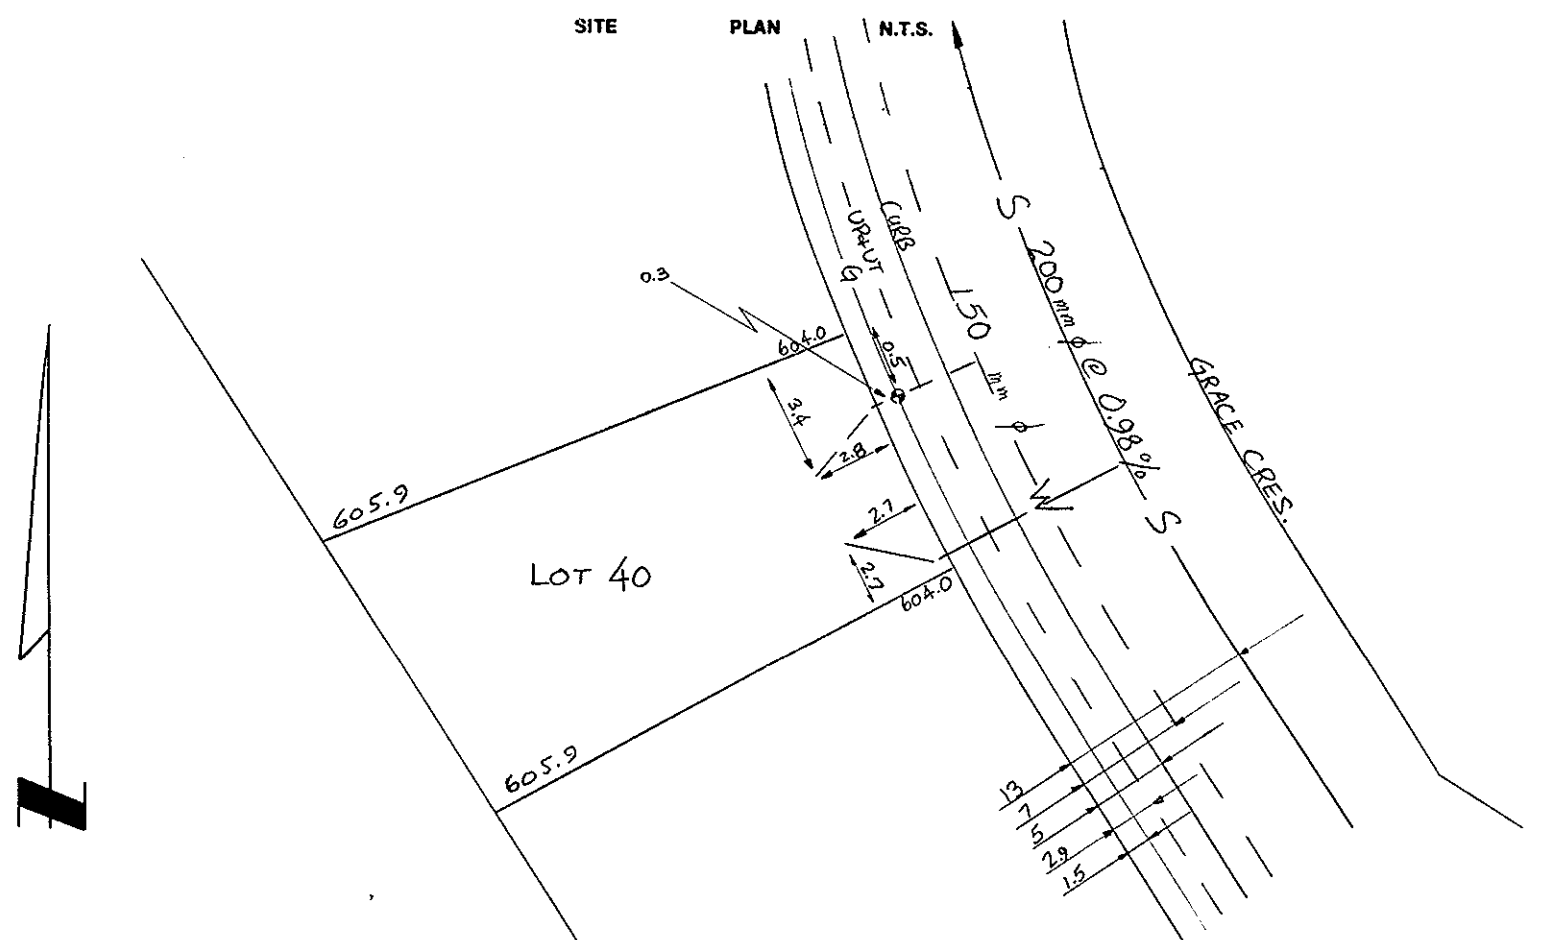 SITE PLAN N.T.S.
CURB
UP&UT
G
S 200mm ⌀ @ 0.98% S
150 mm ⌀
W
GRACE CRES.
0.3
604.0
0.5
3.4
2.8
605.9
2.7
LOT 40
2.7
604.0
605.9
13
7
5
2.9
1.5